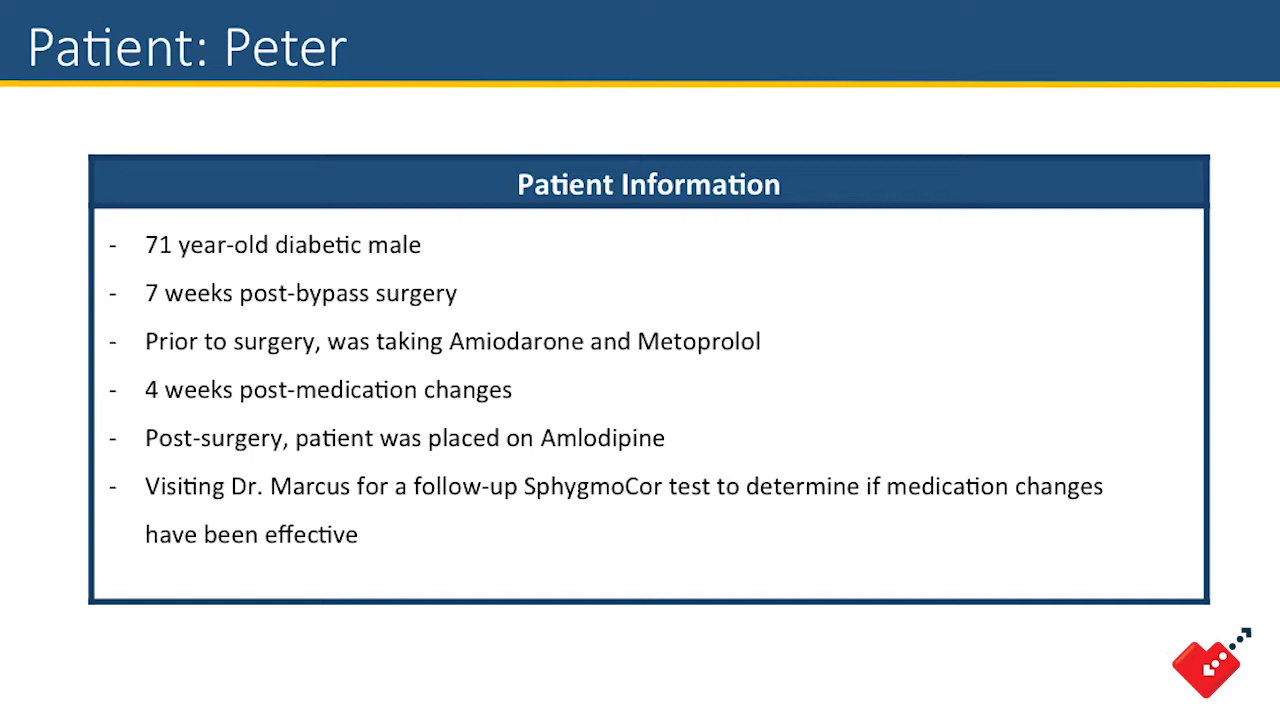 Patient: Peter
Patient Information
- 71 year-old diabetic male
- 7 weeks post-bypass surgery
- Prior to surgery, was taking Amiodarone and Metoprolol
- 4 weeks post-medication changes
- Post-surgery, patient was placed on Amlodipine
- Visiting Dr. Marcus for a follow-up SphygmoCor test to determine if medication changes
have been effective